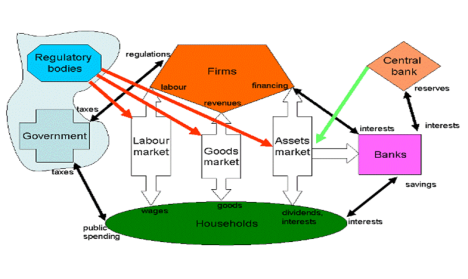 Regulatory
bodies
regulations
Firms
labour
financing
revenues
Central
bank
reserves
taxes
Government
taxes
Labour
market
Goods
market
Assets
market
interests
interests
Banks
savings
wages
goods
dividends,
interests
interests
public
spending
Households